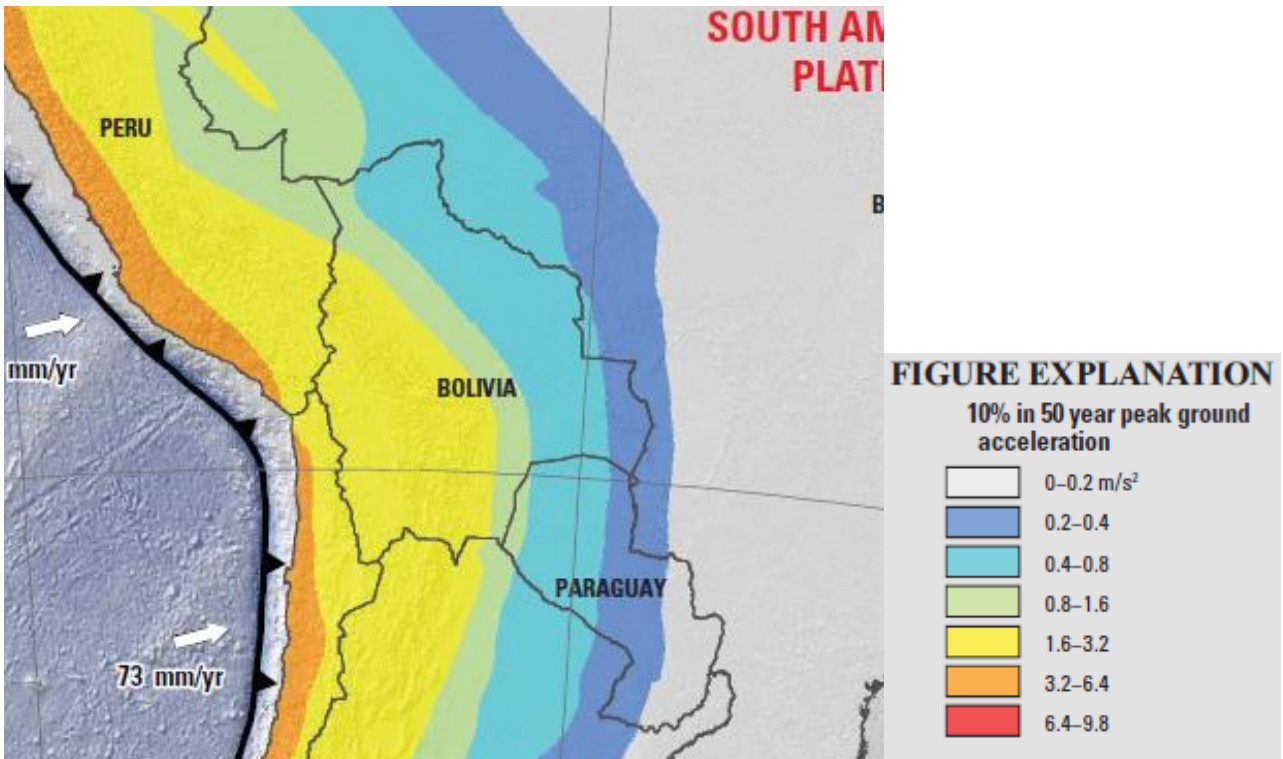 SOUTH AM
PLATI
PERU
B
mm/yr
BOLIVIA
PARAGUAY
73 mm/yr
FIGURE EXPLANATION
10% in 50 year peak ground
acceleration
0–0.2 m/s²
0.2–0.4
0.4–0.8
0.8–1.6
1.6–3.2
3.2–6.4
6.4–9.8